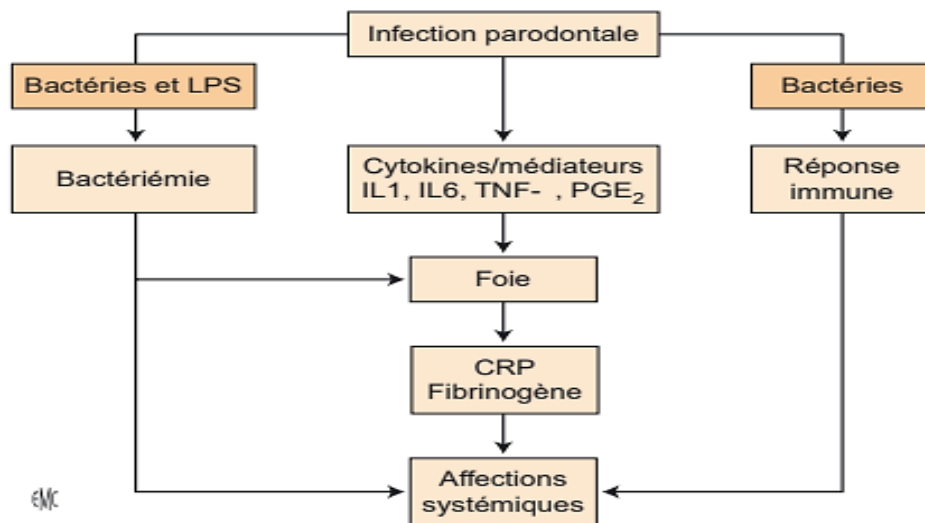 Infection parodontale
Bactéries et LPS
Bactéries
Bactériémie
Cytokines/médiateurs
IL1, IL6, TNF- , PGE₂
Réponse
immune
Foie
CRP
Fibrinogène
Affections
systémiques
EMC